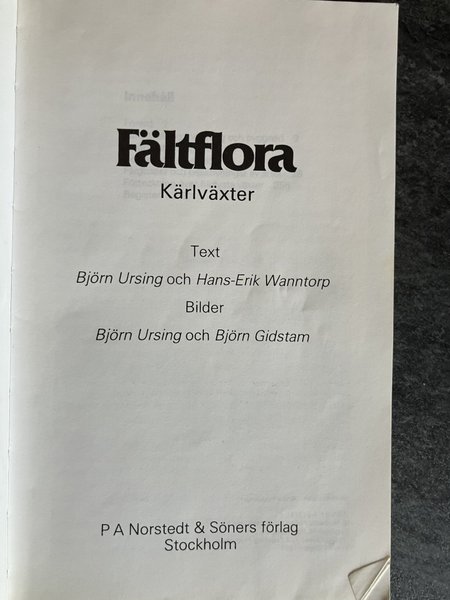 Fältflora
Kärlväxter
Text
Björn Ursing och Hans-Erik Wanntorp
Bilder
Björn Ursing och Björn Gidstam
P A Norstedt & Söners förlag
Stockholm